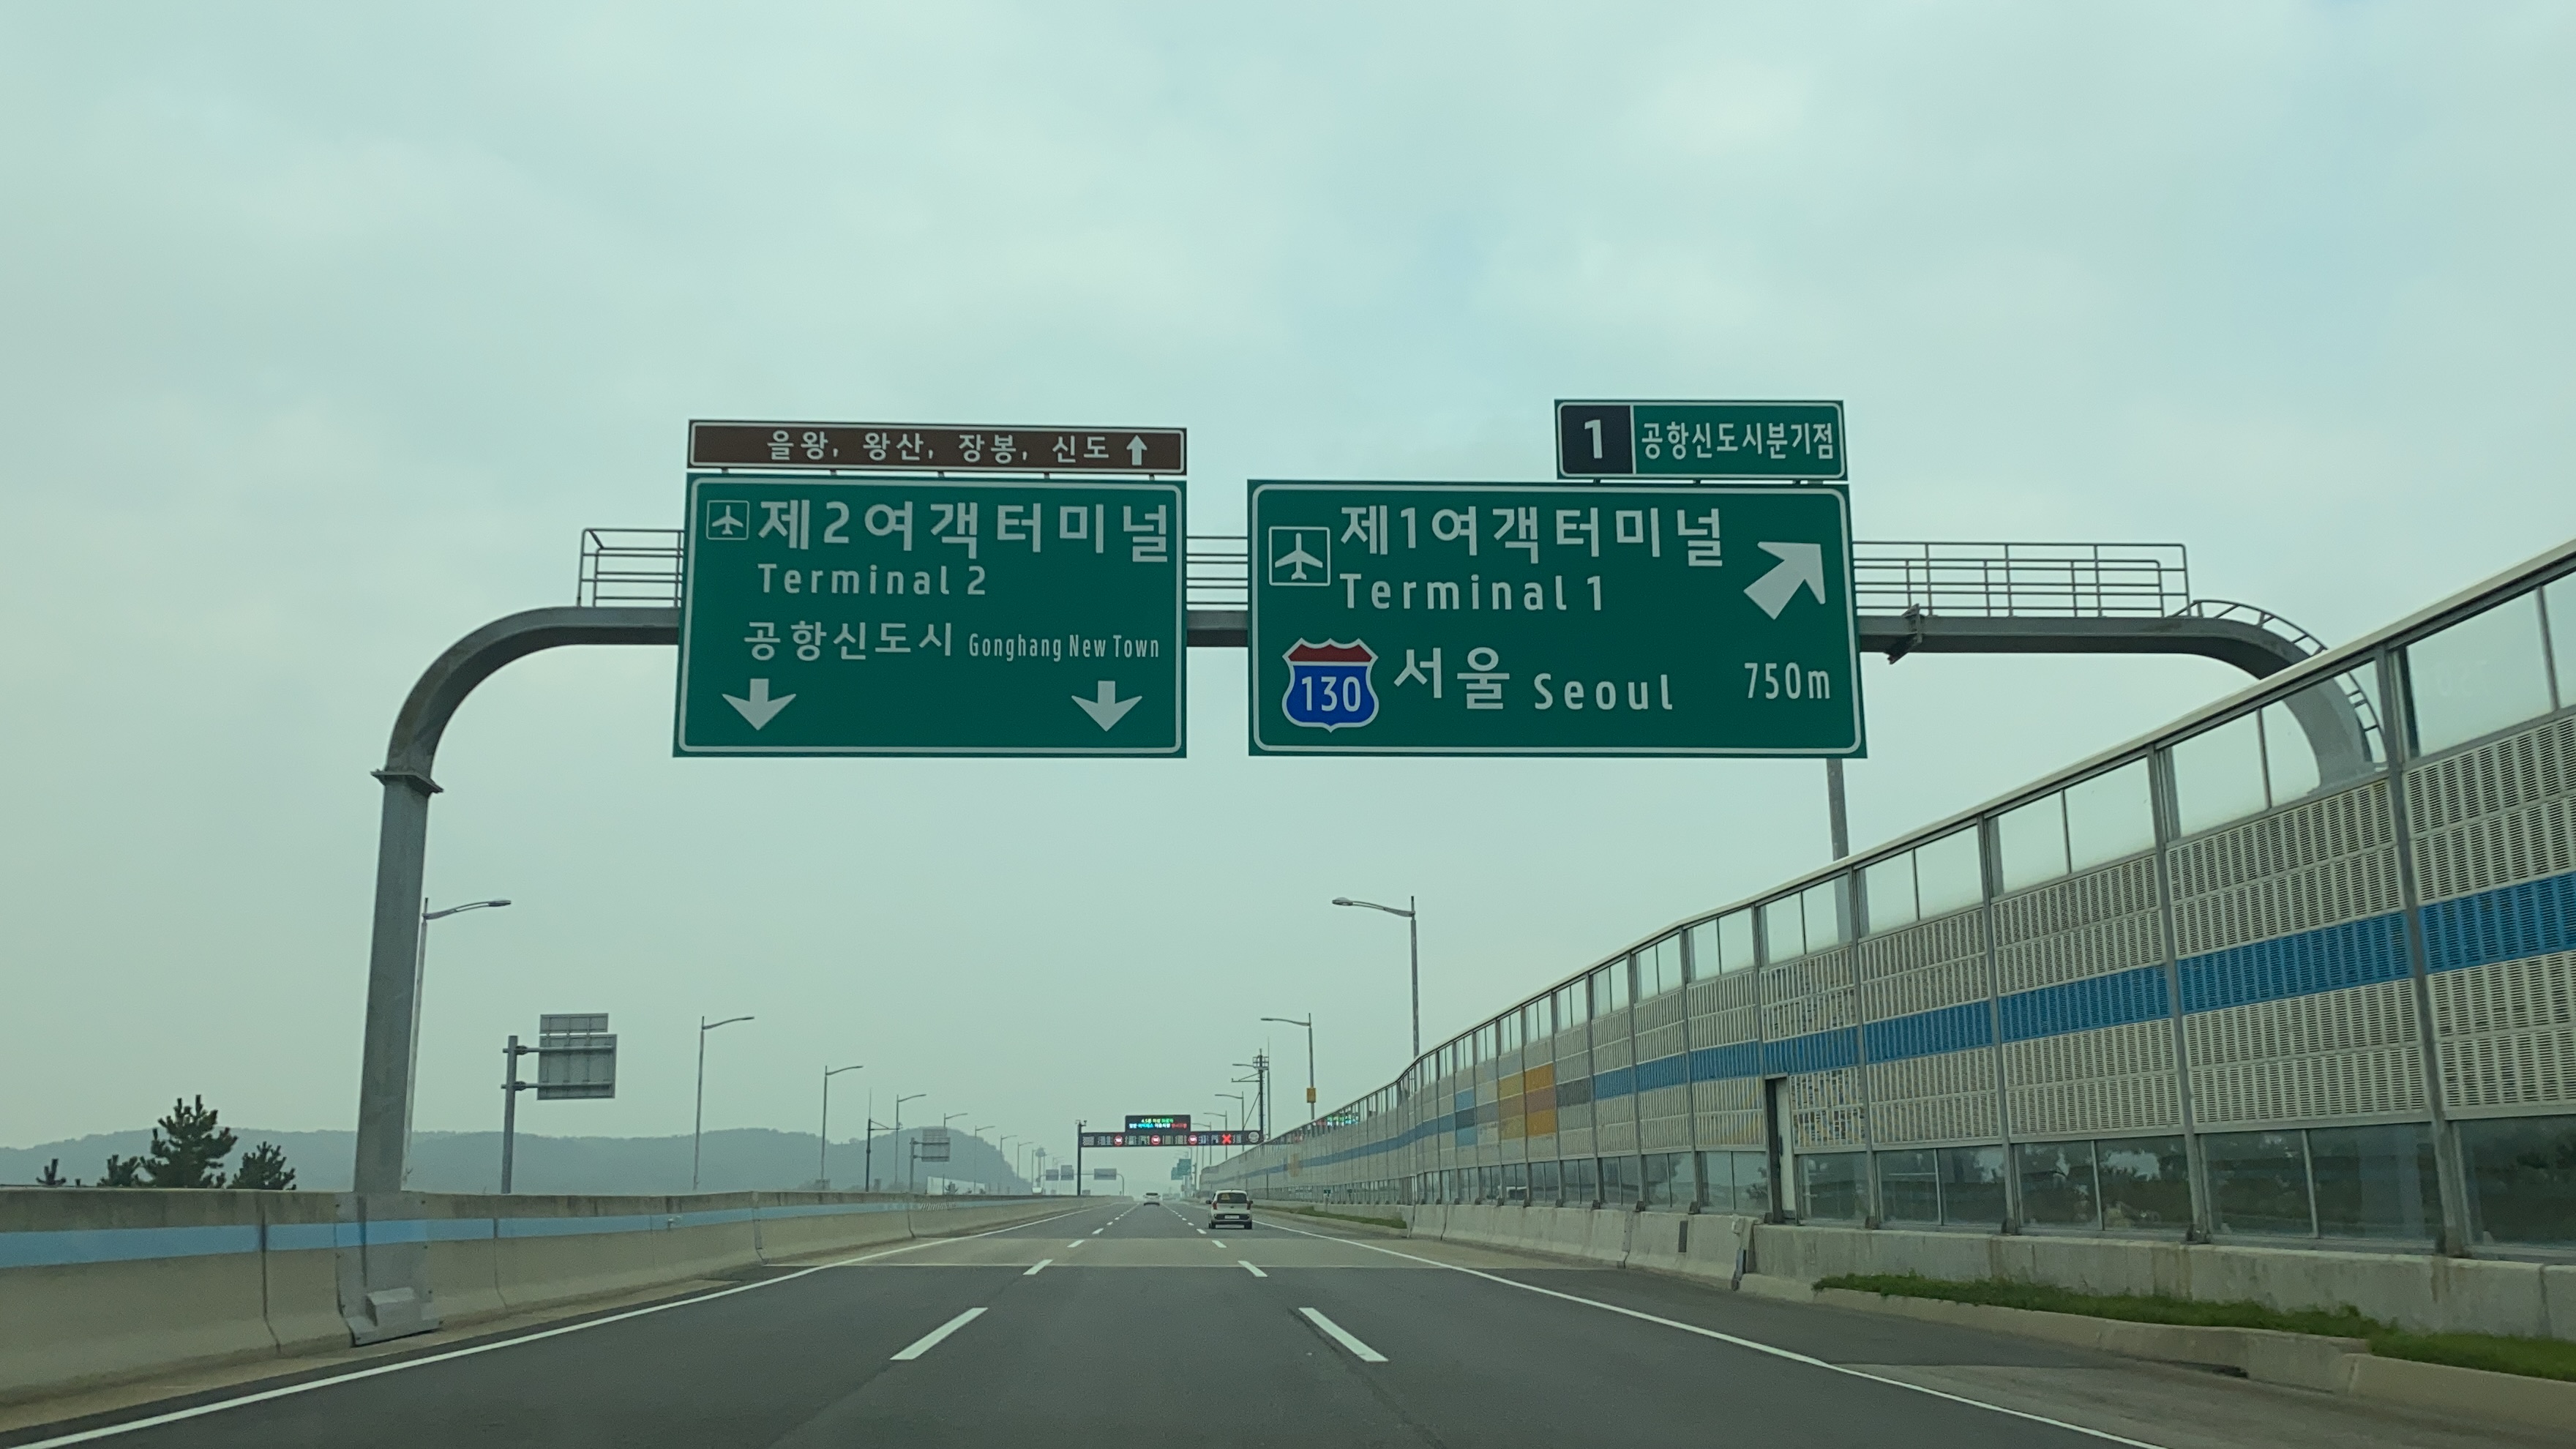 을왕, 왕산, 장봉, 신도
제2여객터미널
Terminal 2
공항신도시 Gonghang New Town
1 공항신도시분기점
제1여객터미널
Terminal 1
130 서울 Seoul 750m